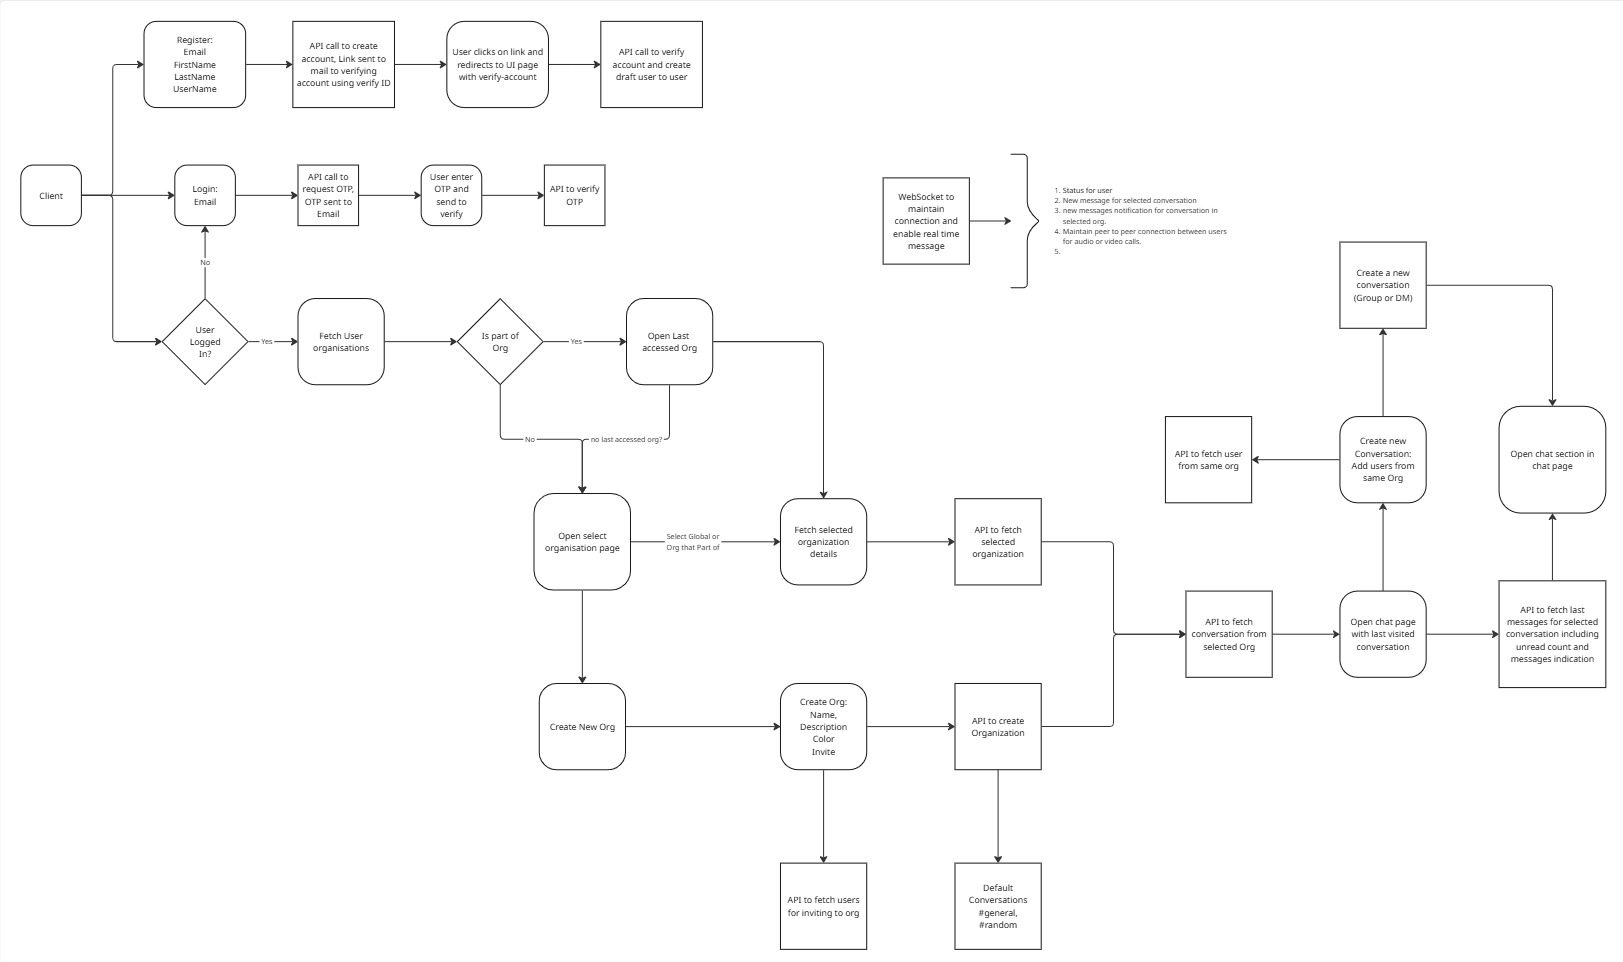 Register:
Email
FirstName
LastName
UserName
API call to create
account, Link sent to
mail to verifying
account using verify ID
User clicks on link and
redirects to UI page
with verify-account
API call to verify
account and create
draft user to user
Client
Login:
Email
API call to
request OTP,
OTP sent to
Email
User enter
OTP and
send to
verify
API to verify
OTP
WebSocket to
maintain
connection and
enable real time
message
1. Status for user
2. New message for selected conversation
3. new messages notification for conversation in
selected org.
4. Maintain peer to peer connection between users
for audio or video calls.
5.
No
User
Logged
In?
Yes
Fetch User
organisations
Is part of
Org
Yes
Open Last
accessed Org
No
no last accessed org?
Create a new
conversation
(Group or DM)
API to fetch user
from same org
Create new
Conversation:
Add users from
same Org
Open chat section in
chat page
Open select
organisation page
Select Global or
Org that Part of
Fetch selected
organization
details
API to fetch
selected
organization
API to fetch
conversation from
selected Org
Open chat page
with last visited
conversation
API to fetch last
messages for selected
conversation including
unread count and
messages indication
Create New Org
Create Org:
Name,
Description
Color
Invite
API to create
Organization
API to fetch users
for inviting to org
Default
Conversations
#general,
#random